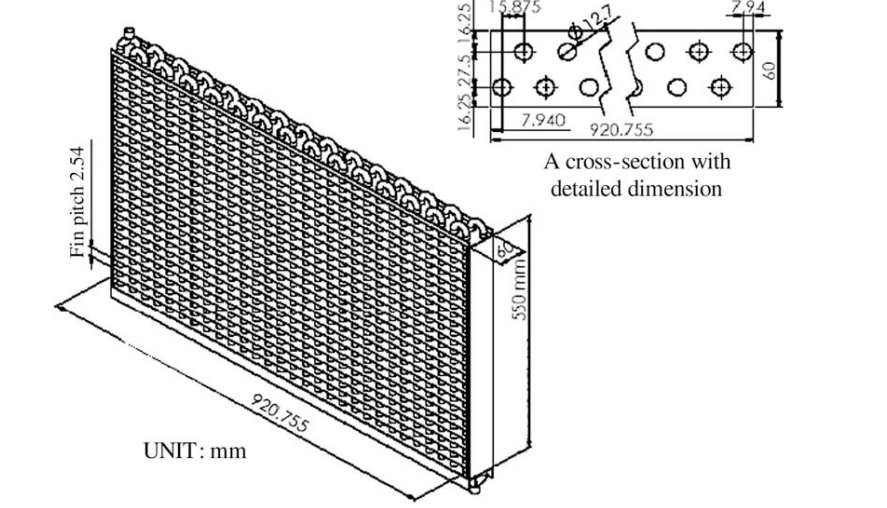 15.875
12.7
7.94
16.25
27.5
16.25
60
7.940
920.755
A cross-section with
detailed dimension
Fin pitch 2.54
60
550 mm
920.755
UNIT: mm